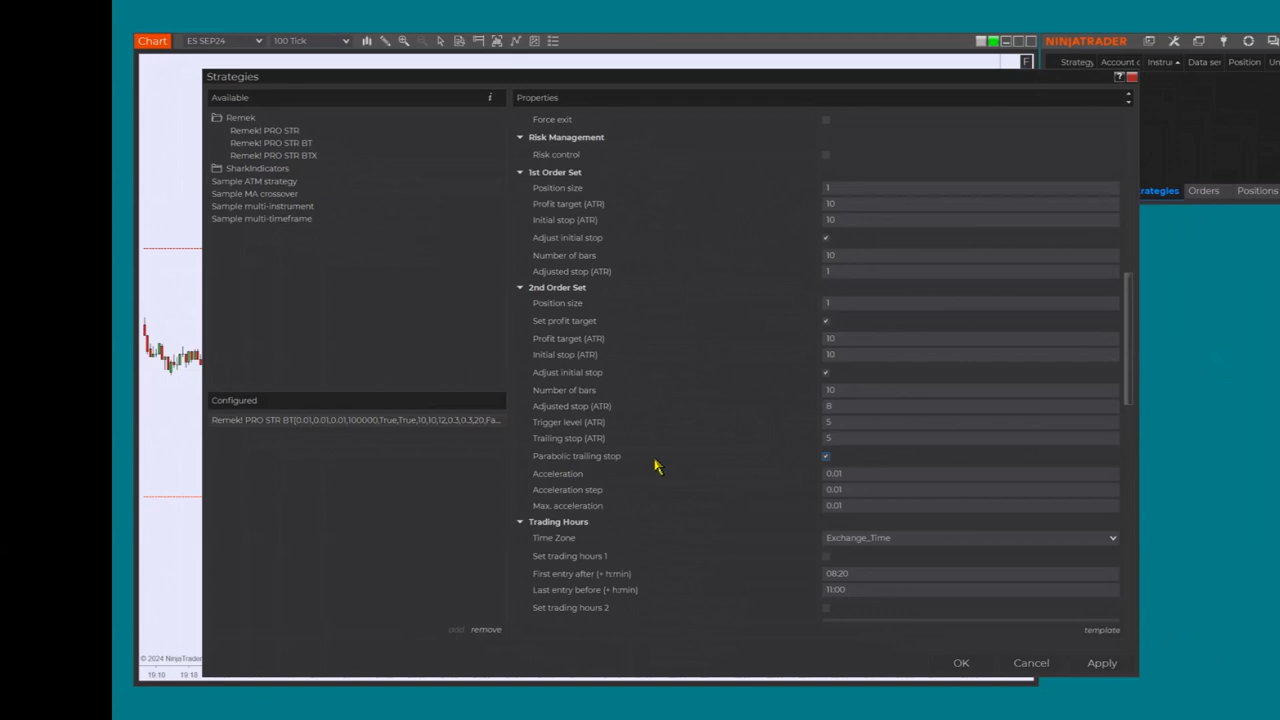 Chart
ES SEP24
100 Tick
NINJATRADER
Strategy
Account
Instru
Data ser
Position
F
Strategies
?
Available
i
Properties
Remek
Remek! PRO STR
Remek! PRO STR BT
Remek! PRO STR BTX
SharkIndicators
Sample ATM strategy
Sample MA crossover
Sample multi-instrument
Sample multi-timeframe
Force exit
Risk Management
Risk control
1st Order Set
Position size 1
Profit target (ATR) 10
Initial stop (ATR) 10
Adjust initial stop
Number of bars 10
Adjusted stop (ATR) 1
2nd Order Set
Position size 1
Set profit target
Profit target (ATR) 10
Initial stop (ATR) 10
Adjust initial stop
Number of bars 10
Adjusted stop (ATR) 8
Trigger level (ATR) 5
Trailing stop (ATR) 5
Parabolic trailing stop
Acceleration 0.01
Acceleration step 0.01
Max. acceleration 0.01
Trading Hours
Time Zone Exchange_Time
Set trading hours 1
First entry after (+ h:min) 08:20
Last entry before (+ h:min) 11:00
Set trading hours 2
Configured
Remek! PRO STR BT(0.01,0.01,0.01,100000,True,True,10,10,12,0.3,0.3,20,Fa...
add remove
template
OK
Cancel
Apply
rategies
Orders
Positions
© 2024 NinjaTrader
19:10
19:18